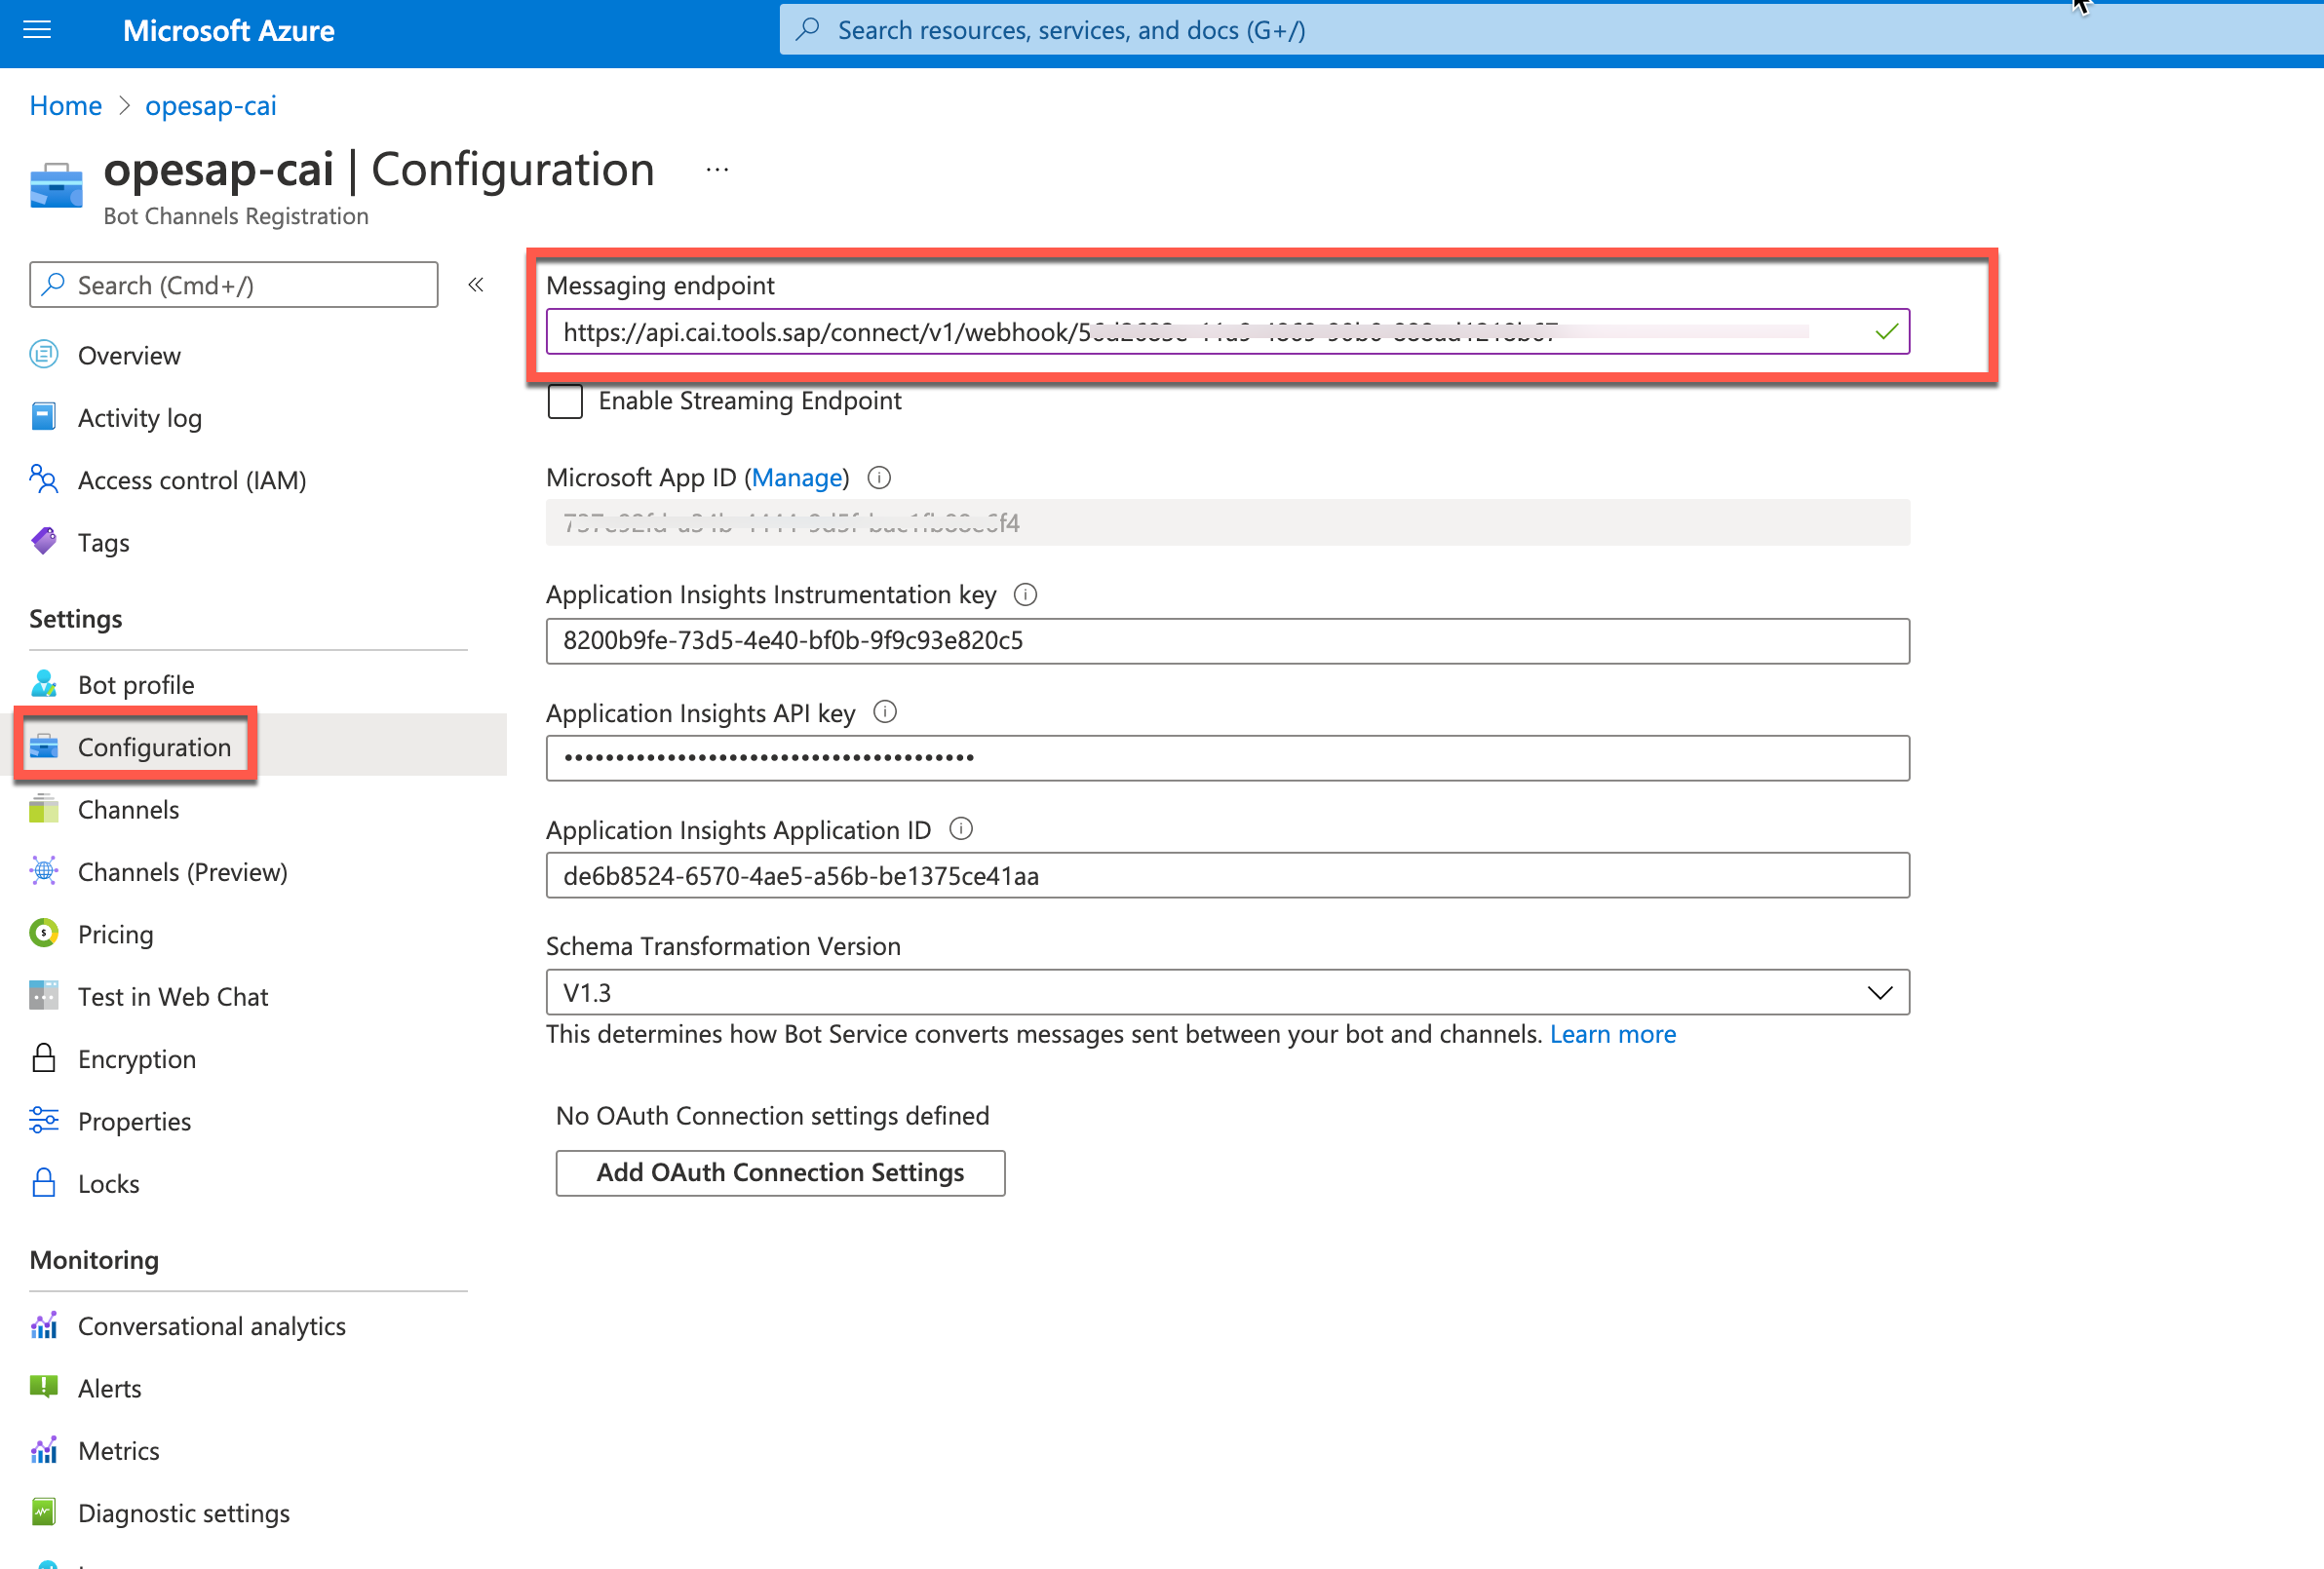 Microsoft Azure
Search resources, services, and docs (G+/)
Home > opesap-cai
opesap-cai | Configuration ...
Bot Channels Registration
Search (Cmd+/)
«
Overview
Activity log
Access control (IAM)
Tags
Settings
Bot profile
Configuration
Channels
Channels (Preview)
Pricing
Test in Web Chat
Encryption
Properties
Locks
Monitoring
Conversational analytics
Alerts
Metrics
Diagnostic settings
Messaging endpoint
https://api.cai.tools.sap/connect/v1/webhook/5
Enable Streaming Endpoint
Microsoft App ID (Manage)
Application Insights Instrumentation key
8200b9fe-73d5-4e40-bf0b-9f9c93e820c5
Application Insights API key
••••••••••••••••••••••••••••••••••••••••
Application Insights Application ID
de6b8524-6570-4ae5-a56b-be1375ce41aa
Schema Transformation Version
V1.3
This determines how Bot Service converts messages sent between your bot and channels. Learn more
No OAuth Connection settings defined
Add OAuth Connection Settings